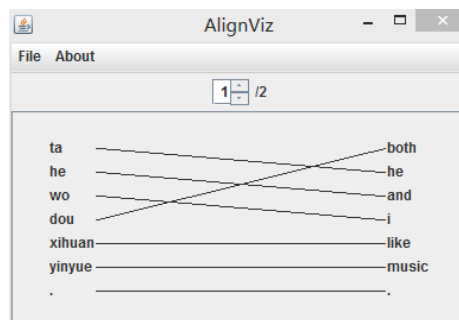 AlignViz
File About
1 /2
ta both
he he
wo and
dou i
xihuan like
yinyue music
. .